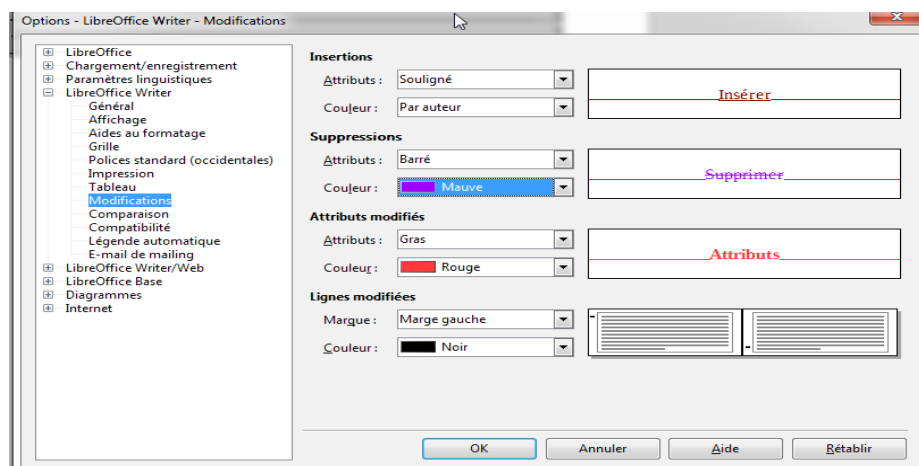 Options - LibreOffice Writer - Modifications
LibreOffice
Chargement/enregistrement
Paramètres linguistiques
LibreOffice Writer
Général
Affichage
Aides au formatage
Grille
Polices standard (occidentales)
Impression
Tableau
Modifications
Comparaison
Compatibilité
Légende automatique
E-mail de mailing
LibreOffice Writer/Web
LibreOffice Base
Diagrammes
Internet
Insertions
Attributs : Souligné
Couleur : Par auteur
Insérer
Suppressions
Attributs : Barré
Couleur : Mauve
Supprimer
Attributs modifiés
Attributs : Gras
Couleur : Rouge
Attributs
Lignes modifiées
Marque : Marge gauche
Couleur : Noir
OK Annuler Aide Rétablir